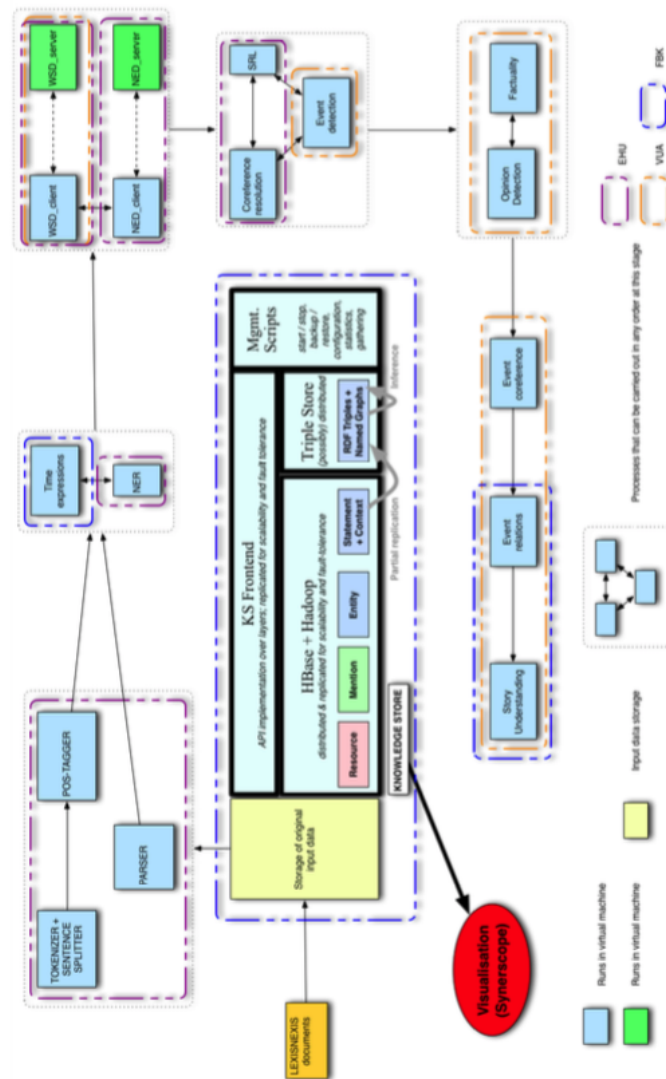 TOKENIZER +
SENTENCE
SPLITTER
POS-TAGGER
PARSER
Time
expressions
NER
WSD_client
WSD_server
NED_client
NED_server
LEXISNEXIS
documents
Storage of original
input data
KS Frontend
API implementation over layers; replicated for scalability and fault tolerance
HBase + Hadoop
distributed & replicated for scalability and fault-tolerance
Resource
Mention
Entity
Statement
+ Context
Triple Store
(possibly) distributed
RDF Triples +
Named Graphs
Mgmt.
Scripts
start / stop,
backup /
restore,
configuration,
statistics,
gathering
Partial replication
Inference
KNOWLEDGE STORE
Coreference
resolution
SRL
Event
detection
Visualisation
(Synerscope)
Story
Understanding
Event
relations
Event
coreference
Opinion
Detection
Factuality
Runs in virtual machine
Runs in virtual machine
Input data storage
Processes that can be carried out in any order at this stage
EHU
VUA
FBK